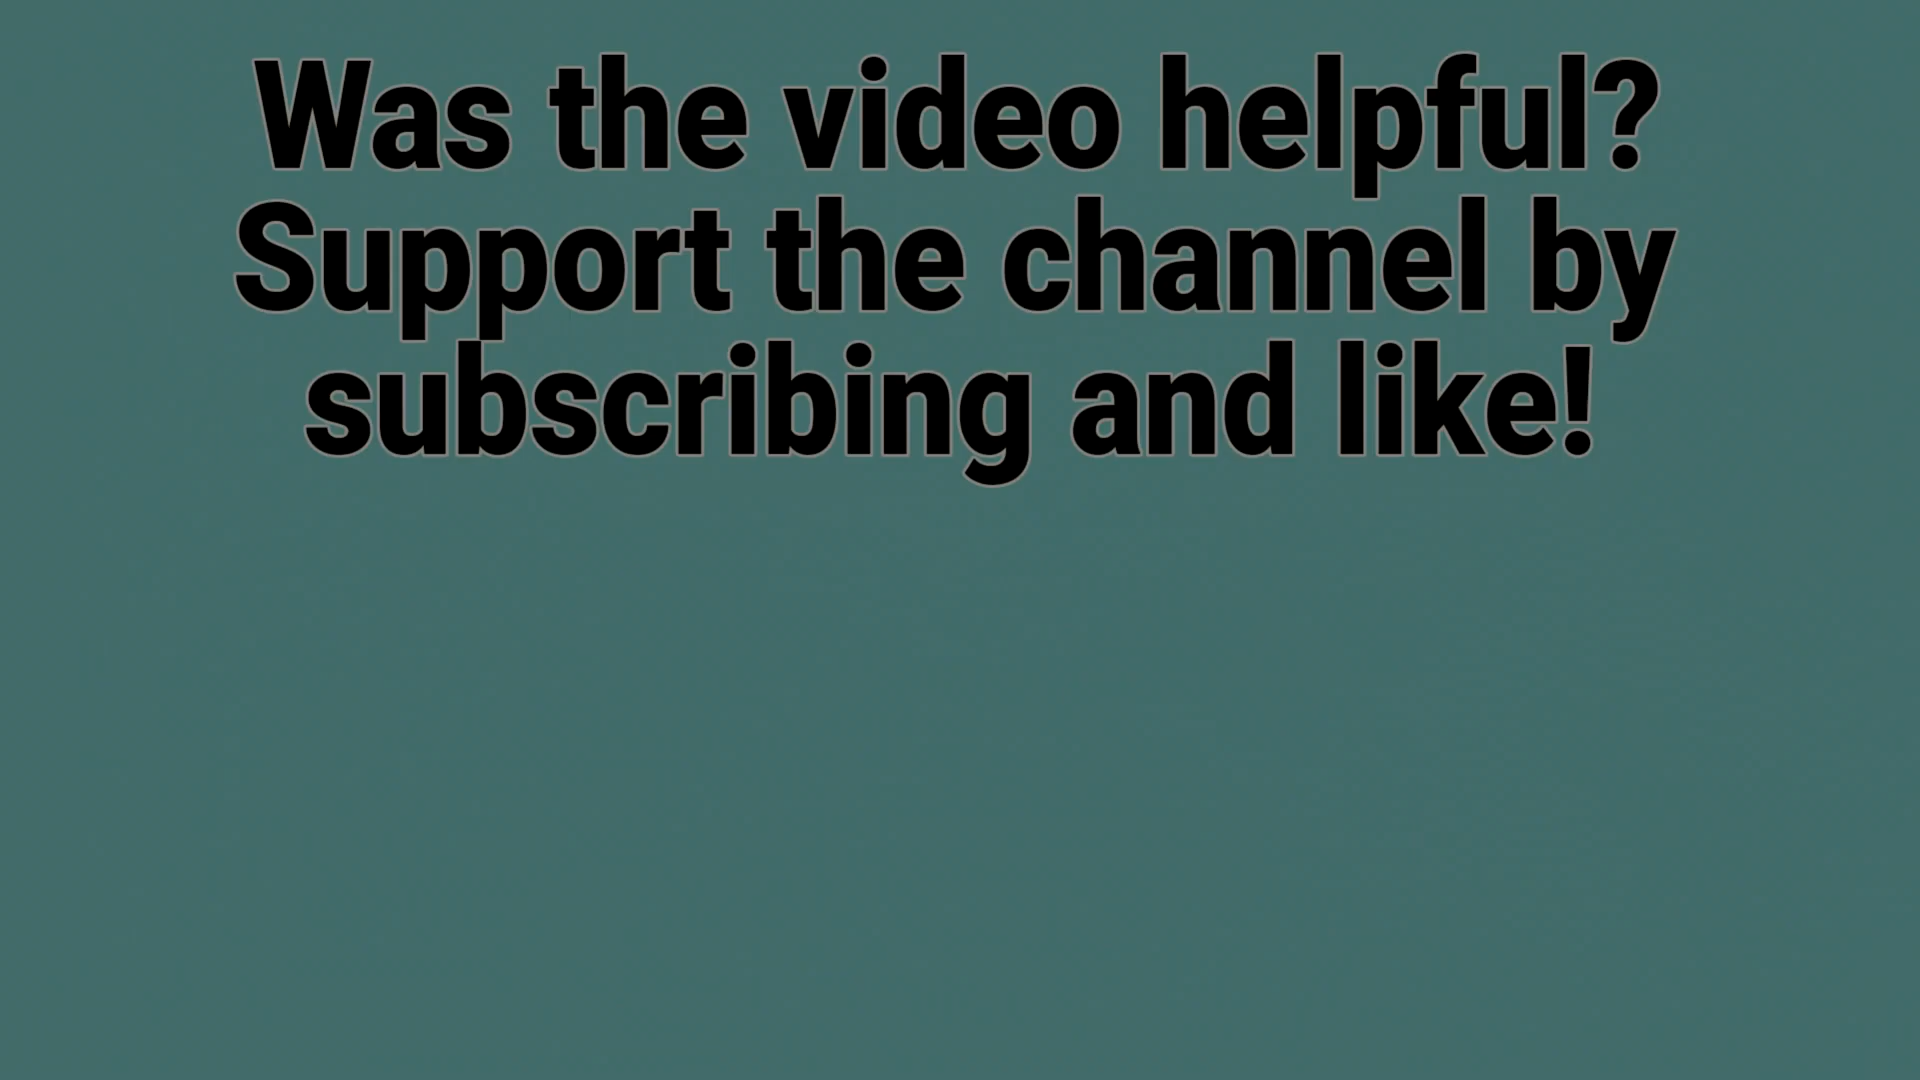 Was the video helpful?
Support the channel by
subscribing and like!